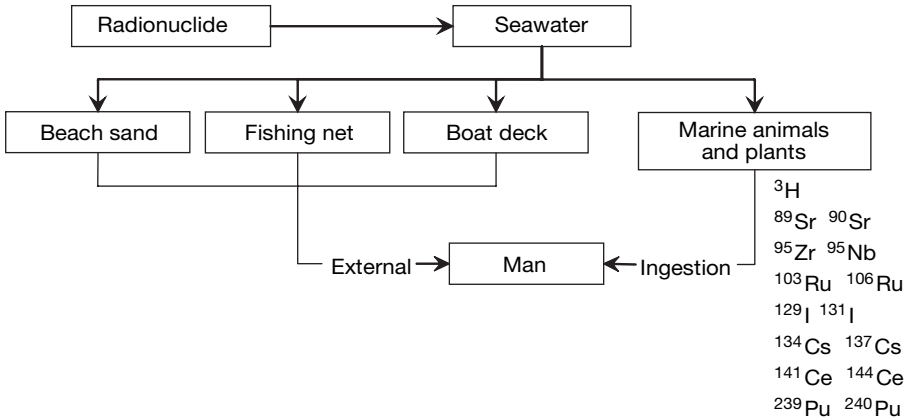 Radionuclide
Seawater
Beach sand
Fishing net
Boat deck
Marine animals
and plants
³H
⁸⁹Sr ⁹⁰Sr
⁹⁵Zr ⁹⁵Nb
¹⁰³Ru ¹⁰⁶Ru
¹²⁹I ¹³¹I
¹³⁴Cs ¹³⁷Cs
¹⁴¹Ce ¹⁴⁴Ce
²³⁹Pu ²⁴⁰Pu
External
Man
Ingestion